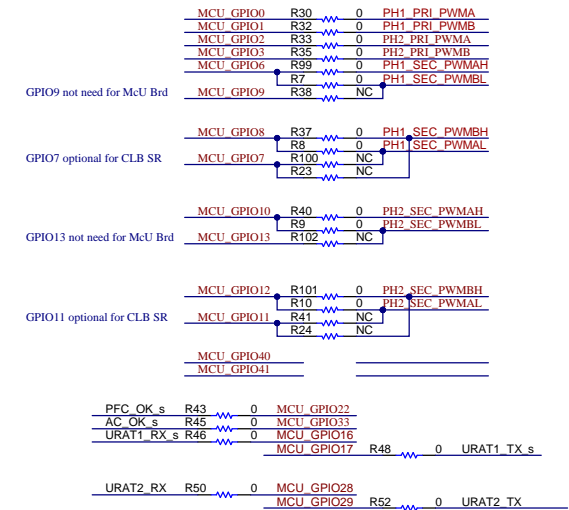 MCU_GPIO0 R30 0 PH1_PRI_PWMA
MCU_GPIO1 R32 0 PH1_PRI_PWMB
MCU_GPIO2 R33 0 PH2_PRI_PWMA
MCU_GPIO3 R35 0 PH2_PRI_PWMB
MCU_GPIO6 R99 0 PH1_SEC_PWMAH
R7 0 PH1_SEC_PWMBL
GPIO9 not need for McU Brd MCU_GPIO9 R38 NC
MCU_GPIO8 R37 0 PH1_SEC_PWMBH
R8 0 PH1_SEC_PWMAL
GPIO7 optional for CLB SR MCU_GPIO7 R100 NC
R23 NC
MCU_GPIO10 R40 0 PH2_SEC_PWMAH
R9 0 PH2_SEC_PWMBL
GPIO13 not need for McU Brd MCU_GPIO13 R102 NC
MCU_GPIO12 R101 0 PH2_SEC_PWMBH
R10 0 PH2_SEC_PWMAL
GPIO11 optional for CLB SR MCU_GPIO11 R41 NC
R24 NC
MCU_GPIO40
MCU_GPIO41
PFC_OK_s R43 0 MCU_GPIO22
AC_OK_s R45 0 MCU_GPIO33
URAT1_RX_s R46 0 MCU_GPIO16
MCU_GPIO17 R48 0 URAT1_TX_s
URAT2_RX R50 0 MCU_GPIO28
MCU_GPIO29 R52 0 URAT2_TX